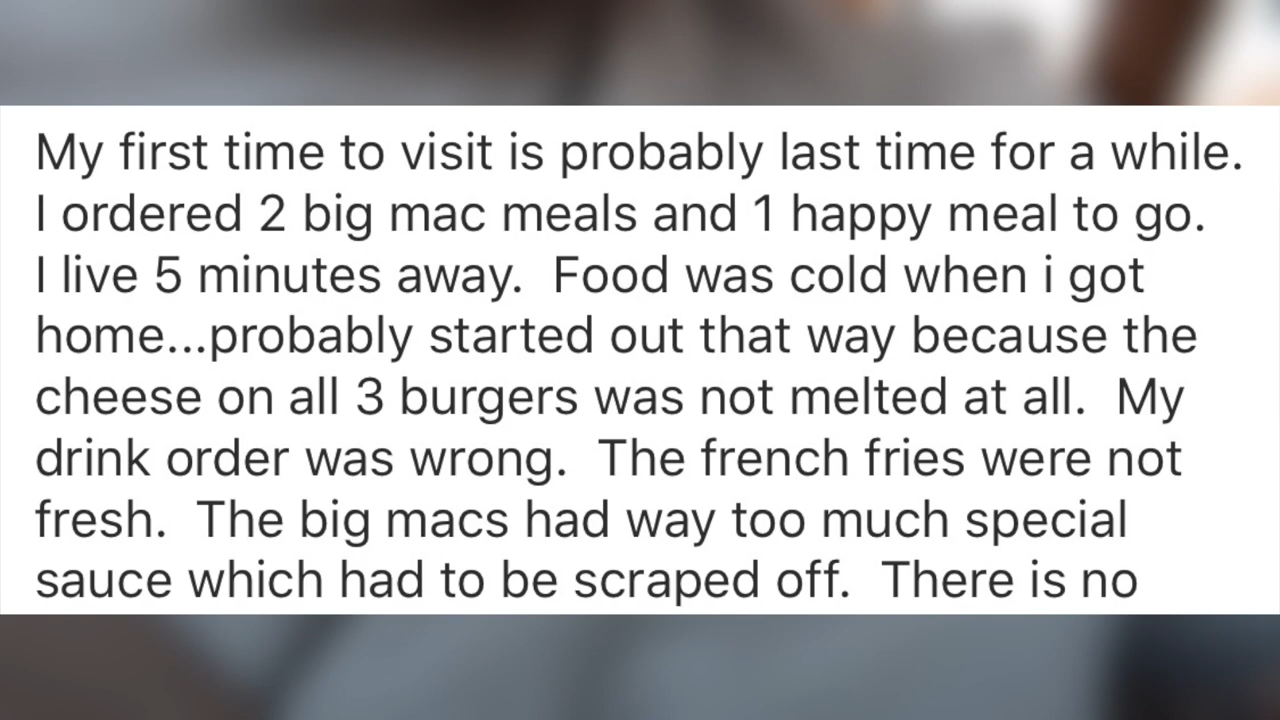 My first time to visit is probably last time for a while.
I ordered 2 big mac meals and 1 happy meal to go.
I live 5 minutes away.  Food was cold when i got
home...probably started out that way because the
cheese on all 3 burgers was not melted at all.  My
drink order was wrong.  The french fries were not
fresh.  The big macs had way too much special
sauce which had to be scraped off.  There is no